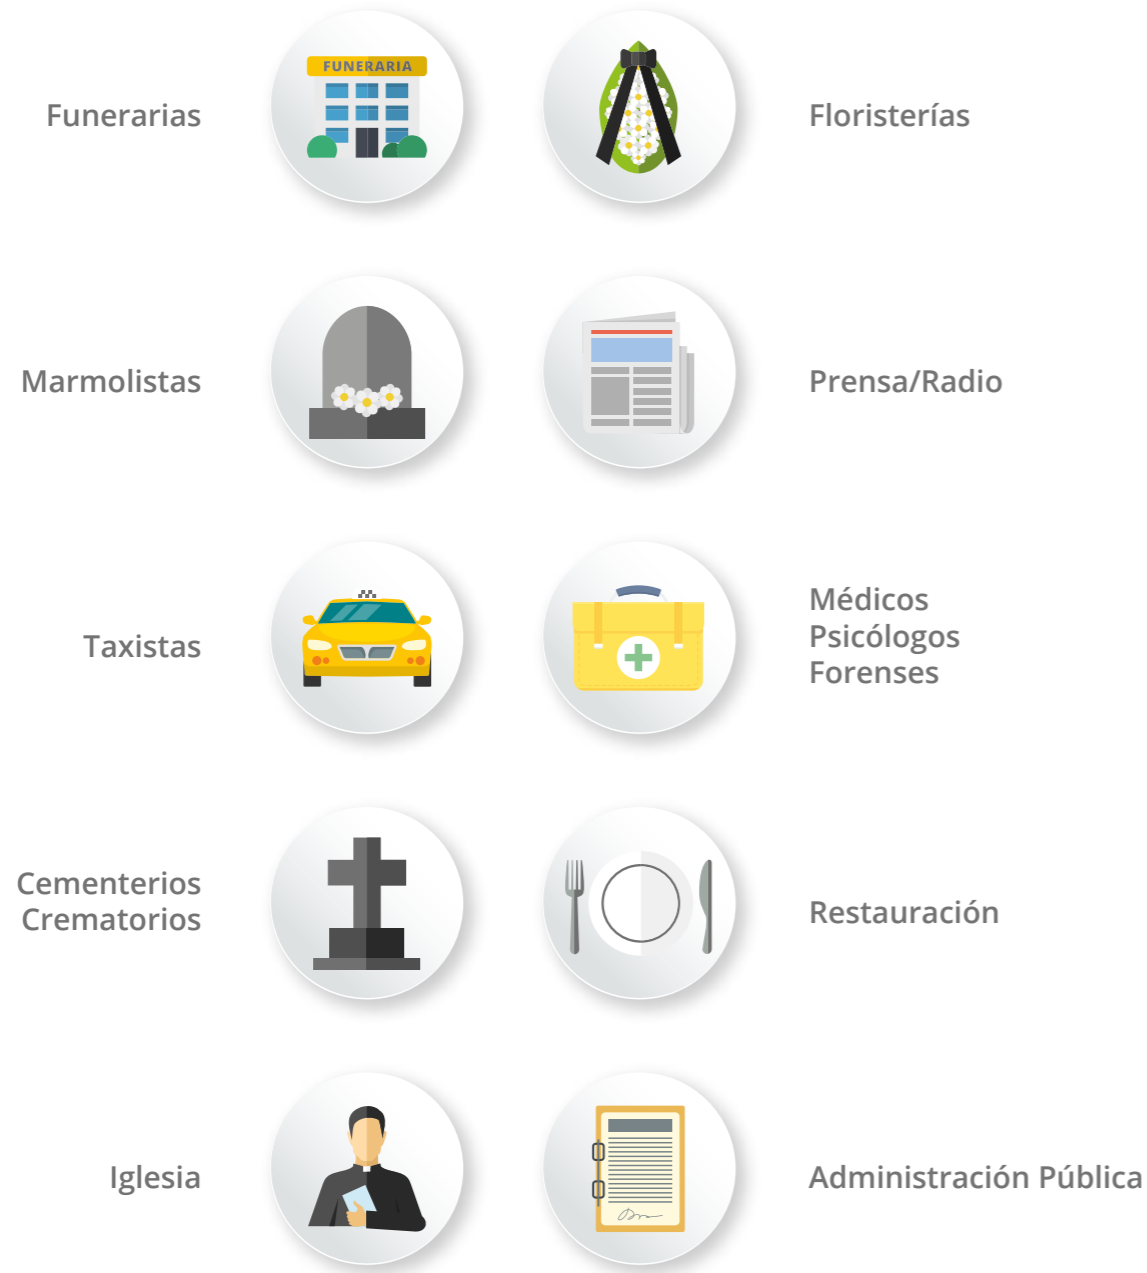 FUNERARIA
Funerarias
Floristerías
Marmolistas
Prensa/Radio
Taxistas
Médicos
Psicólogos
Forenses
Cementerios
Crematorios
Restauración
Iglesia
Administración Pública